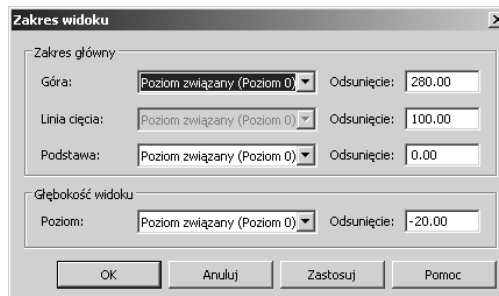 Zakres widoku
Zakres główny
Góra: Poziom związany (Poziom 0) Odsunięcie: 280.00
Linia cięcia: Poziom związany (Poziom 0) Odsunięcie: 100.00
Podstawa: Poziom związany (Poziom 0) Odsunięcie: 0.00
Głębokość widoku
Poziom: Poziom związany (Poziom 0) Odsunięcie: -20.00
OK Anuluj Zastosuj Pomoc